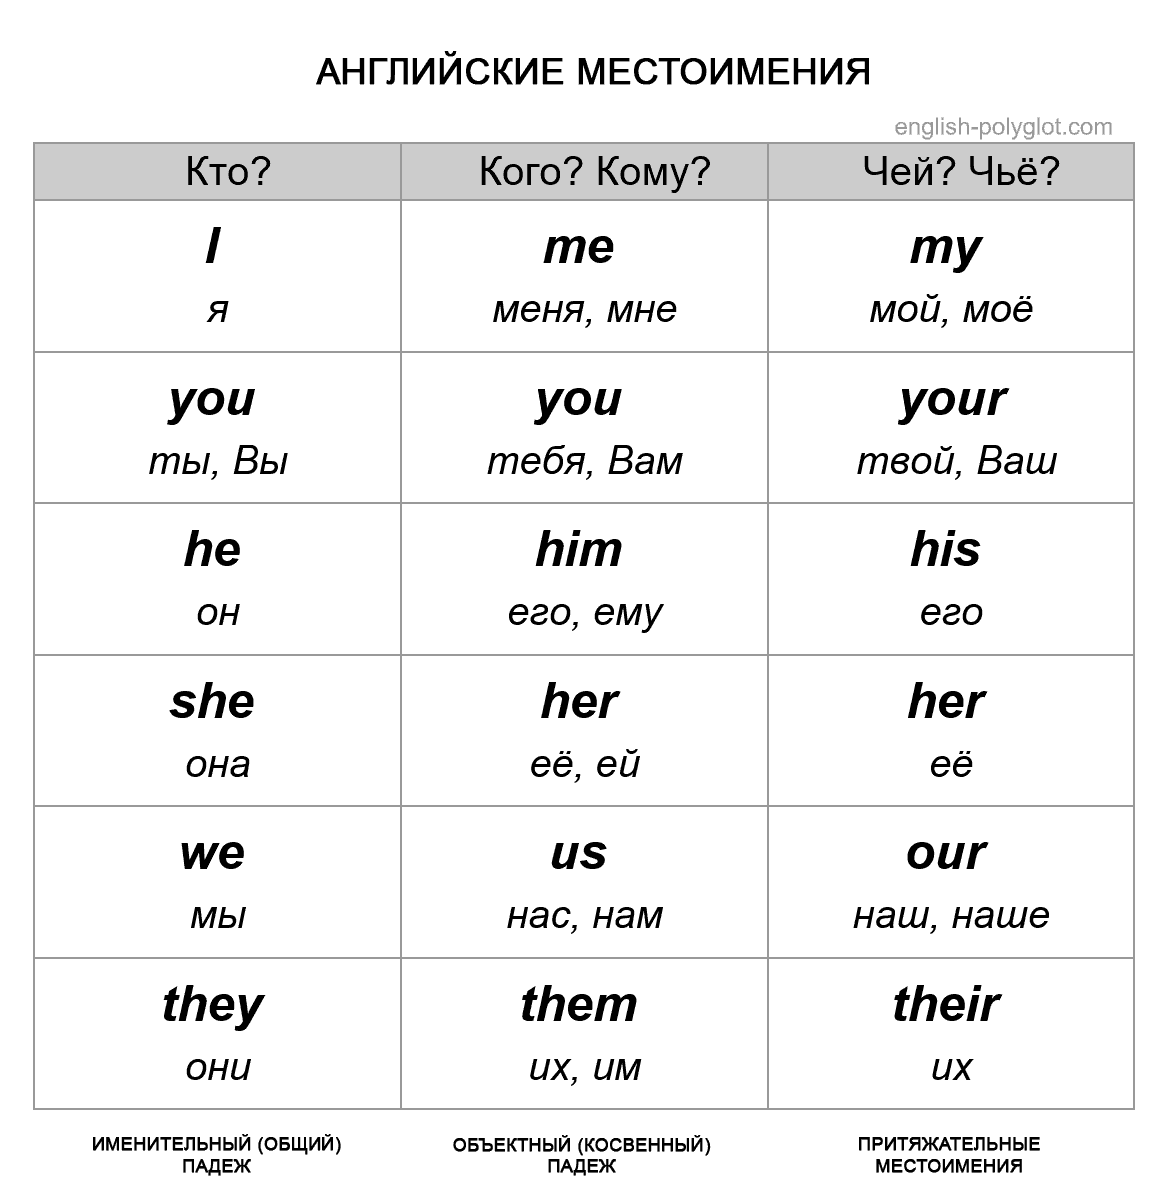 АНГЛИЙСКИЕ МЕСТОИМЕНИЯ
english-polyglot.com
Кто? Кого? Кому? Чей? Чьё?
I me my
я меня, мне мой, моё
you you your
ты, Вы тебя, Вам твой, Ваш
he him his
он его, ему его
she her her
она её, ей её
we us our
мы нас, нам наш, наше
they them their
они их, им их
ИМЕНИТЕЛЬНЫЙ (ОБЩИЙ) ОБЪЕКТНЫЙ (КОСВЕННЫЙ) ПРИТЯЖАТЕЛЬНЫЕ
ПАДЕЖ ПАДЕЖ МЕСТОИМЕНИЯ